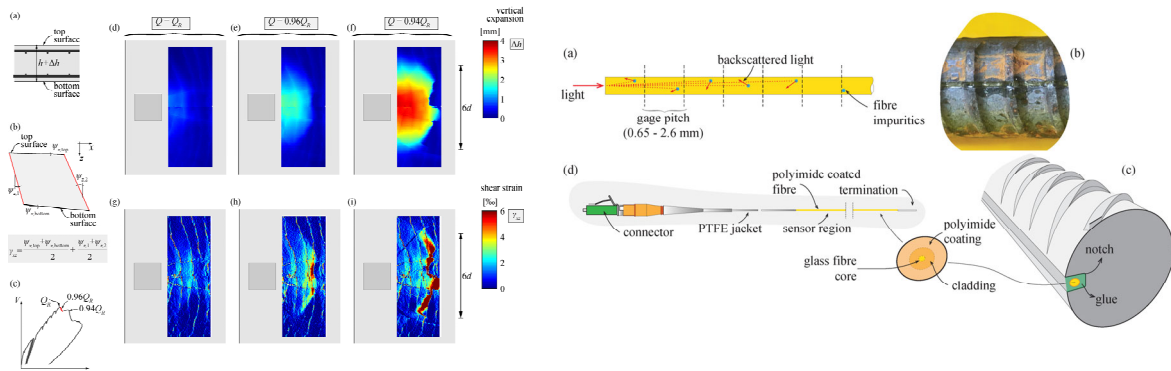 (a)
top
surface
h+Δh
bottom
surface
(b)
top
surface
x
z
ψx,top
ψz,2
ψz,1
ψx,bottom
bottom
surface
γxz = ψx,top + ψx,bottom / 2 + ψz,1 + ψz,2 / 2
(c)
V
QR
0.96QR
0.94QR
Q = QR
Q = 0.96QR
Q = 0.94QR
(d)
(e)
(f)
6d
vertical
expansion
[mm]
Δh
4
3
2
1
0
(g)
(h)
(i)
6d
shear strain
[‰]
γxz
6
4
2
0
(a)
backscattered light
light
gage pitch
(0.65 - 2.6 mm)
fibre
impurities
(b)
(d)
connector
PTFE jacket
polyimide coated
fibre
sensor region
termination
(c)
polyimide
coating
glass fibre
core
cladding
notch
glue